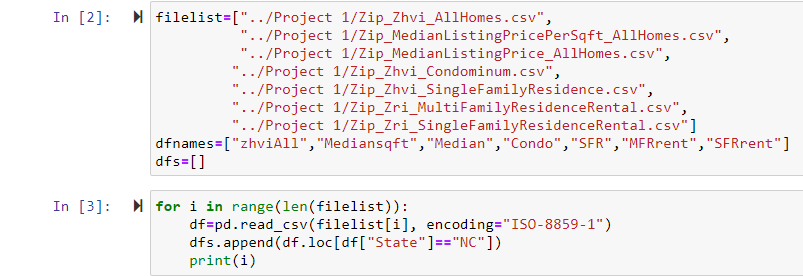 In [2]:
filelist=["../Project 1/Zip_Zhvi_AllHomes.csv",
"../Project 1/Zip_MedianListingPricePerSqft_AllHomes.csv",
"../Project 1/Zip_MedianListingPrice_AllHomes.csv",
"../Project 1/Zip_Zhvi_Condominum.csv",
"../Project 1/Zip_Zhvi_SingleFamilyResidence.csv",
"../Project 1/Zip_Zri_MultiFamilyResidenceRental.csv",
"../Project 1/Zip_Zri_SingleFamilyResidenceRental.csv"]
dfnames=["zhviAll","Mediansqft","Median","Condo","SFR","MFRrent","SFRrent"]
dfs=[]
In [3]:
for i in range(len(filelist)):
    df=pd.read_csv(filelist[i], encoding="ISO-8859-1")
    dfs.append(df.loc[df["State"]=="NC"])
    print(i)